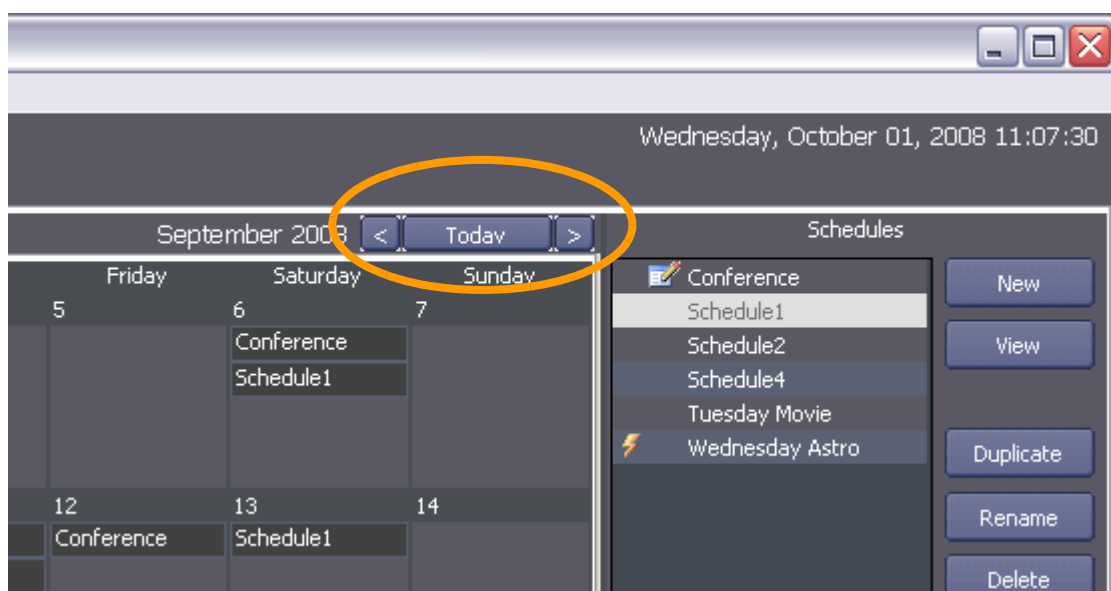 Wednesday, October 01, 2008 11:07:30
September 2008 < Today >
Friday Saturday Sunday
5 6 7
Conference
Schedule1
12 13 14
Conference Schedule1
Schedules
Conference
Schedule1
Schedule2
Schedule4
Tuesday Movie
Wednesday Astro
New
View
Duplicate
Rename
Delete